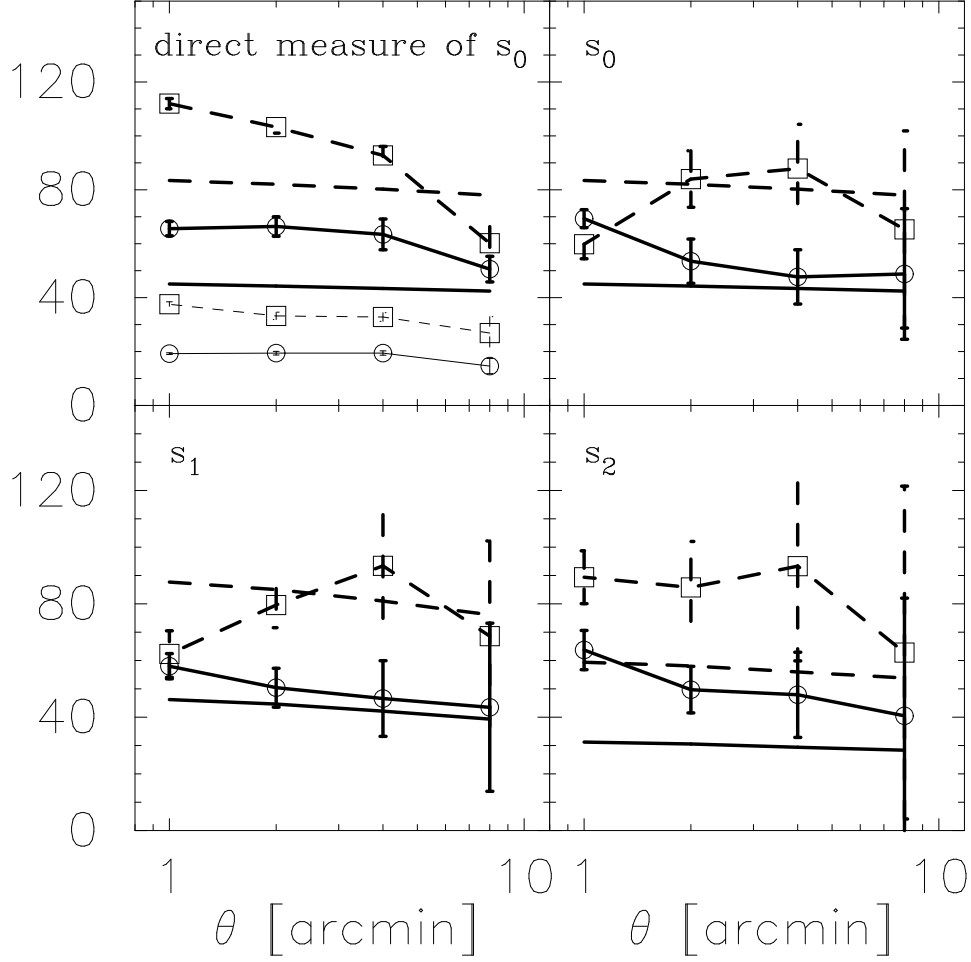 direct measure of s₀
s₀
120
80
40
0
s₁
s₂
120
80
40
0
1
10
1
10
θ [arcmin]
θ [arcmin]